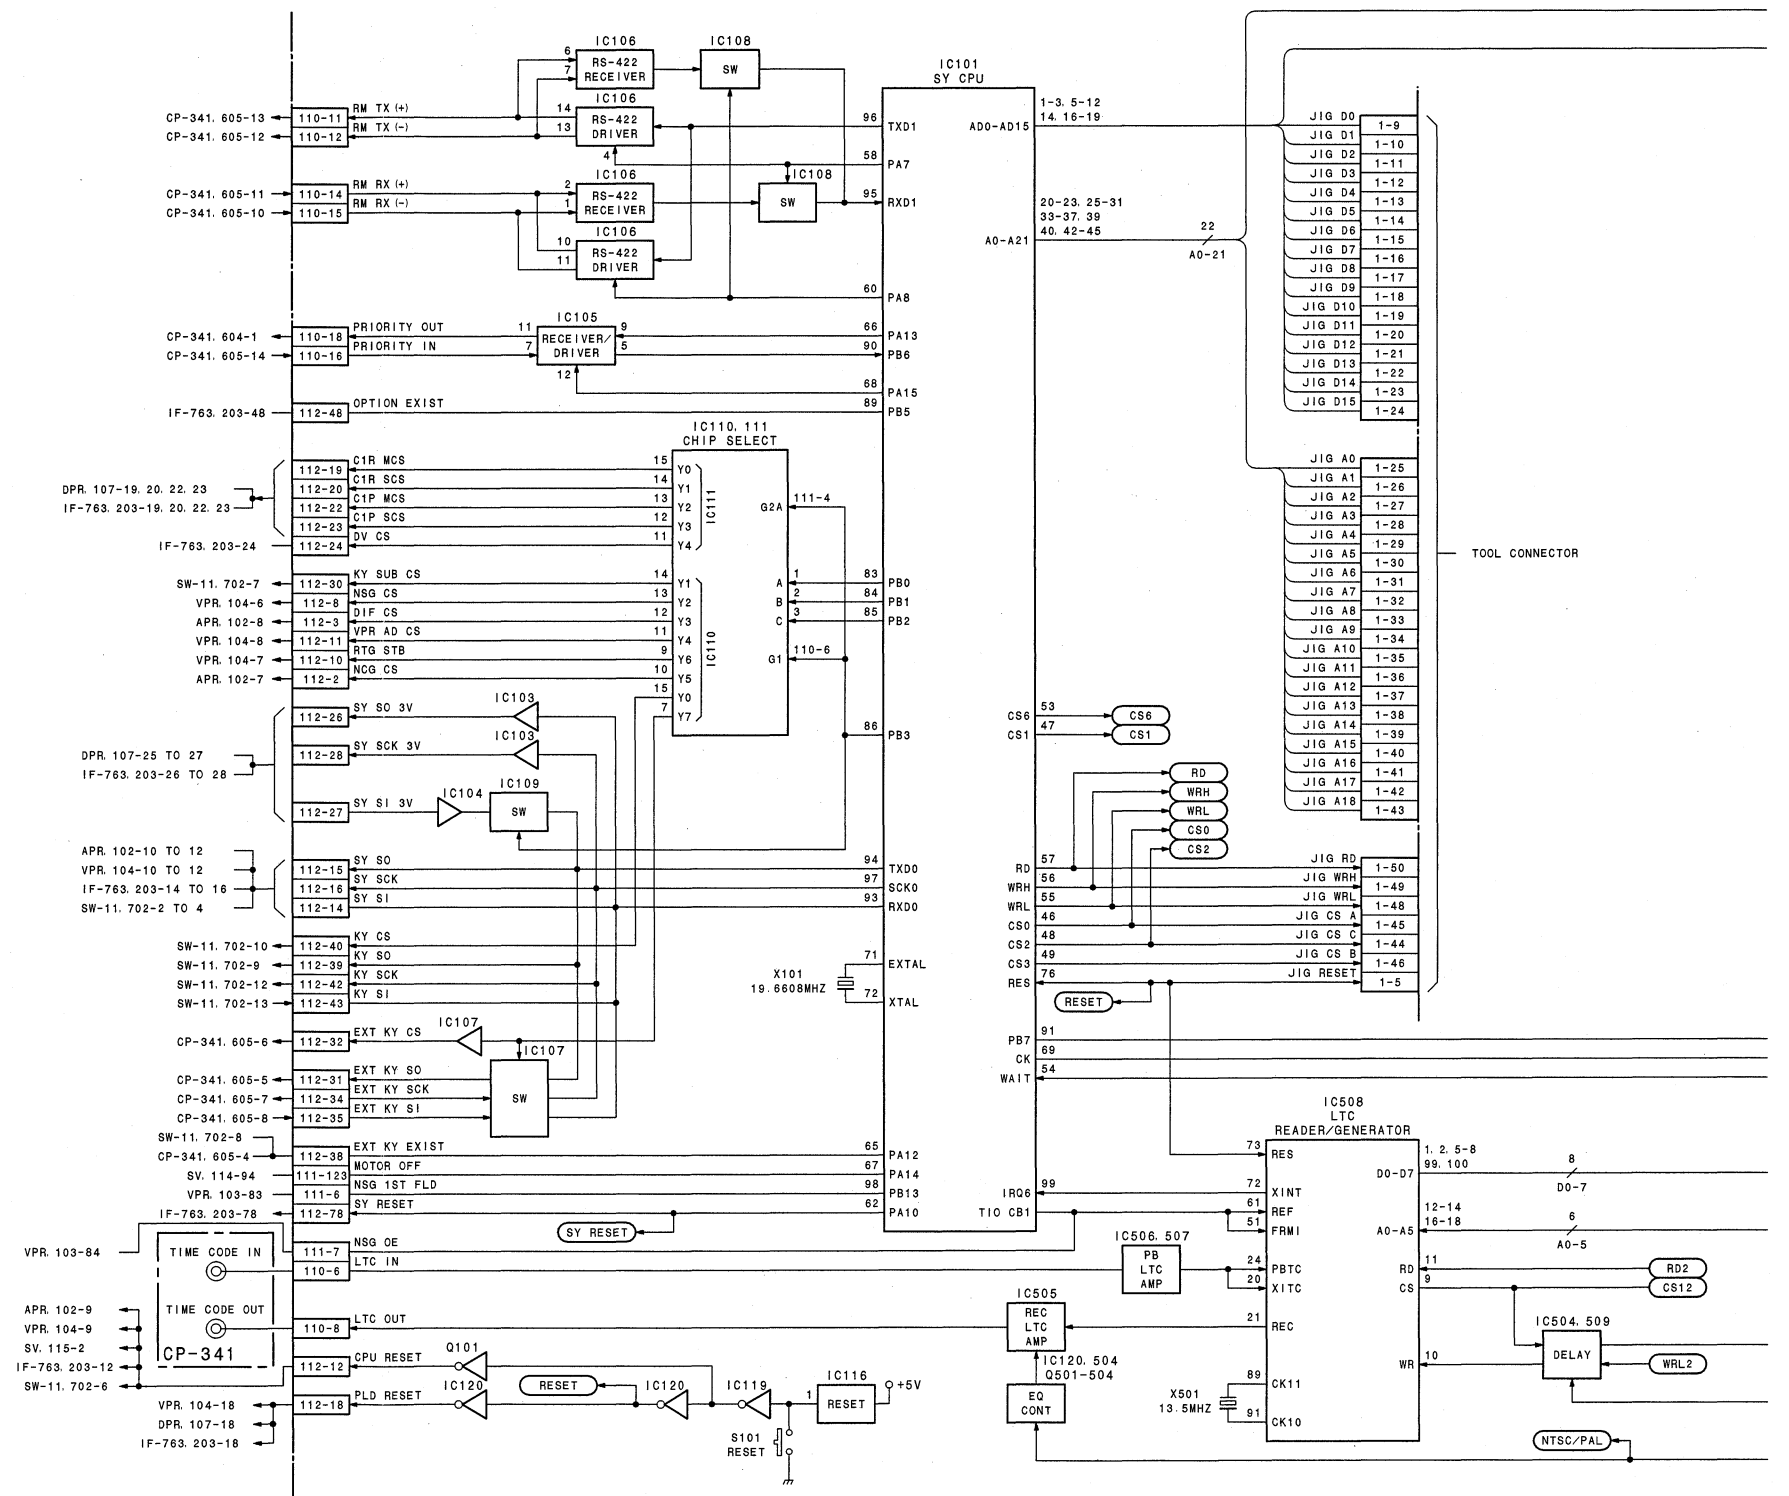 IC106
RS-422
RECEIVER
6
7
IC108
SW
IC101
SY CPU
RM TX (+)
CP-341. 605-13
110-11
RM TX (-)
CP-341. 605-12
110-12
14
13
IC106
RS-422
DRIVER
4
96
TXD1
58
PA7
RM RX (+)
CP-341. 605-11
110-14
RM RX (-)
CP-341. 605-10
110-15
2
1
IC106
RS-422
RECEIVER
IC108
SW
95
RXD1
10
11
IC106
RS-422
DRIVER
60
PA8
PRIORITY OUT
CP-341. 604-1
110-18
PRIORITY IN
CP-341. 605-14
110-16
11
7
IC105
RECEIVER/
DRIVER
9
5
12
66
PA13
90
PB6
68
PA15
OPTION EXIST
IF-763. 203-48
112-48
89
PB5
IC110. 111
CHIP SELECT
C1R MCS
112-19
15
Y0
C1R SCS
112-20
14
Y1
C1P MCS
112-22
13
Y2
C1P SCS
112-23
12
Y3
DV CS
112-24
11
Y4
IC111
DPR. 107-19. 20. 22. 23
IF-763. 203-19. 20. 22. 23
IF-763. 203-24
G2A
111-4
KY SUB CS
SW-11. 702-7
112-30
14
Y1
NSG CS
VPR. 104-6
112-8
13
Y2
DIF CS
APR. 102-8
112-3
12
Y3
VPR AD CS
VPR. 104-8
112-11
11
Y4
RTG STB
VPR. 104-7
112-10
9
Y6
NCG CS
APR. 102-7
112-2
10
Y5
15
Y0
7
Y7
IC110
A
1
83
PB0
B
2
84
PB1
C
3
85
PB2
G1
110-6
86
PB3
SY SO 3V
112-26
IC103
SY SCK 3V
112-28
IC103
SY SI 3V
112-27
IC104
IC109
SW
DPR. 107-25 TO 27
IF-763. 203-26 TO 28
APR. 102-10 TO 12
VPR. 104-10 TO 12
IF-763. 203-14 TO 16
SW-11. 702-2 TO 4
SY SO
112-15
94
TXD0
SY SCK
112-16
97
SCK0
SY SI
112-14
93
RXD0
KY CS
SW-11. 702-10
112-40
KY SO
SW-11. 702-9
112-39
KY SCK
SW-11. 702-12
112-42
KY SI
SW-11. 702-13
112-43
X101
19.6608MHZ
71
EXTAL
72
XTAL
EXT KY CS
CP-341. 605-6
112-32
IC107
IC107
SW
EXT KY SO
CP-341. 605-5
112-31
EXT KY SCK
CP-341. 605-7
112-34
EXT KY SI
CP-341. 605-8
112-35
SW-11. 702-8
EXT KY EXIST
CP-341. 605-4
112-38
65
PA12
MOTOR OFF
SV. 114-94
111-123
67
PA14
NSG 1ST FLD
VPR. 103-83
111-6
98
PB13
SY RESET
IF-763. 203-78
112-78
62
PA10
SY RESET
NSG OE
VPR. 103-84
111-7
LTC IN
110-6
TIME CODE IN
TIME CODE OUT
CP-341
LTC OUT
110-8
APR. 102-9
VPR. 104-9
SV. 115-2
IF-763. 203-12
SW-11. 702-6
CPU RESET
112-12
Q101
PLD RESET
112-18
IC120
RESET
IC120
IC119
IC116
1
RESET
+5V
S101
RESET
VPR. 104-18
DPR. 107-18
IF-763. 203-18
AD0-AD15
1-3. 5-12
14. 16-19
A0-A21
20-23. 25-31
33-37. 39
40. 42-45
22
A0-21
JIG D0
1-9
JIG D1
1-10
JIG D2
1-11
JIG D3
1-12
JIG D4
1-13
JIG D5
1-14
JIG D6
1-15
JIG D7
1-16
JIG D8
1-17
JIG D9
1-18
JIG D10
1-19
JIG D11
1-20
JIG D12
1-21
JIG D13
1-22
JIG D14
1-23
JIG D15
1-24
JIG A0
1-25
JIG A1
1-26
JIG A2
1-27
JIG A3
1-28
JIG A4
1-29
JIG A5
1-30
JIG A6
1-31
JIG A7
1-32
JIG A8
1-33
JIG A9
1-34
JIG A10
1-35
JIG A11
1-36
JIG A12
1-37
JIG A13
1-38
JIG A14
1-39
JIG A15
1-40
JIG A16
1-41
JIG A17
1-42
JIG A18
1-43
TOOL CONNECTOR
CS6
53
CS6
CS1
47
CS1
RD
WRH
WRL
CS0
CS2
RD
57
JIG RD
1-50
WRH
56
JIG WRH
1-49
WRL
55
JIG WRL
1-48
CS0
46
JIG CS A
1-45
CS2
48
JIG CS C
1-44
CS3
49
JIG CS B
1-46
RES
76
JIG RESET
1-5
RESET
PB7
91
CK
69
WAIT
54
IC508
LTC
READER/GENERATOR
73
RES
IRQ6
99
72
XINT
TIO CB1
61
REF
51
FRMI
IC506. 507
PB
LTC
AMP
24
PBTC
20
XITC
IC505
REC
LTC
AMP
21
REC
IC120. 504
Q501-504
EQ
CONT
X501
13.5MHZ
89
CK11
91
CK10
D0-D7
1. 2. 5-8
99. 100
8
D0-7
A0-A5
12-14
16-18
6
A0-5
RD
11
RD2
CS
9
CS12
IC504. 509
DELAY
WR
10
WRL2
NTSC/PAL